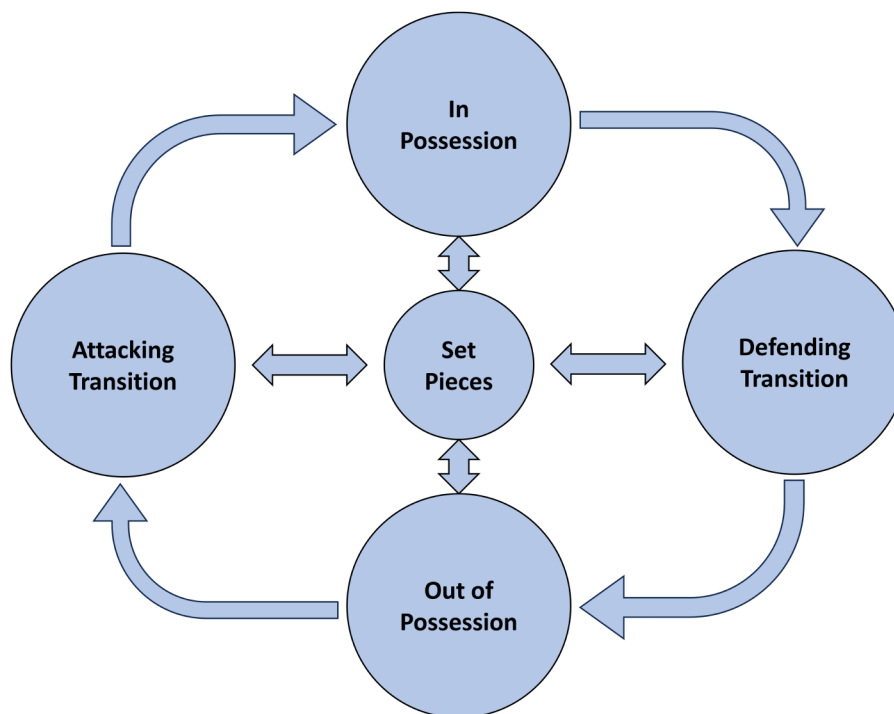 In
Possession
Attacking
Transition
Set
Pieces
Defending
Transition
Out of
Possession